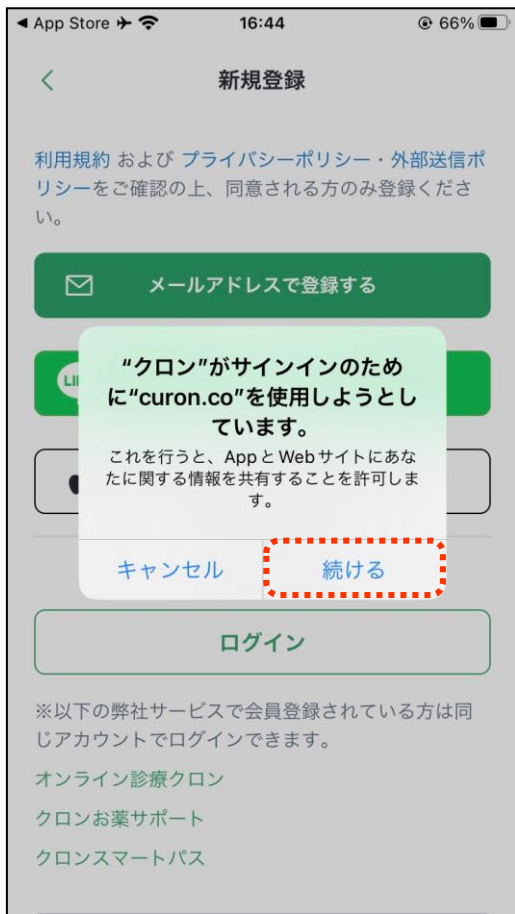 App Store
16:44
66%
新規登録
利用規約 および プライバシーポリシー・外部送信ポ
リシーをご確認の上、同意される方のみ登録くださ
い。
メールアドレスで登録する
LI
“クロン”がサインインのため
に“curon.co”を使用しようとし
ています。
これを行うと、AppとWebサイトにあな
たに関する情報を共有することを許可しま
す。
キャンセル
続ける
ログイン
※以下の弊社サービスで会員登録されている方は同
じアカウントでログインできます。
オンライン診療クロン
クロンお薬サポート
クロンスマートパス